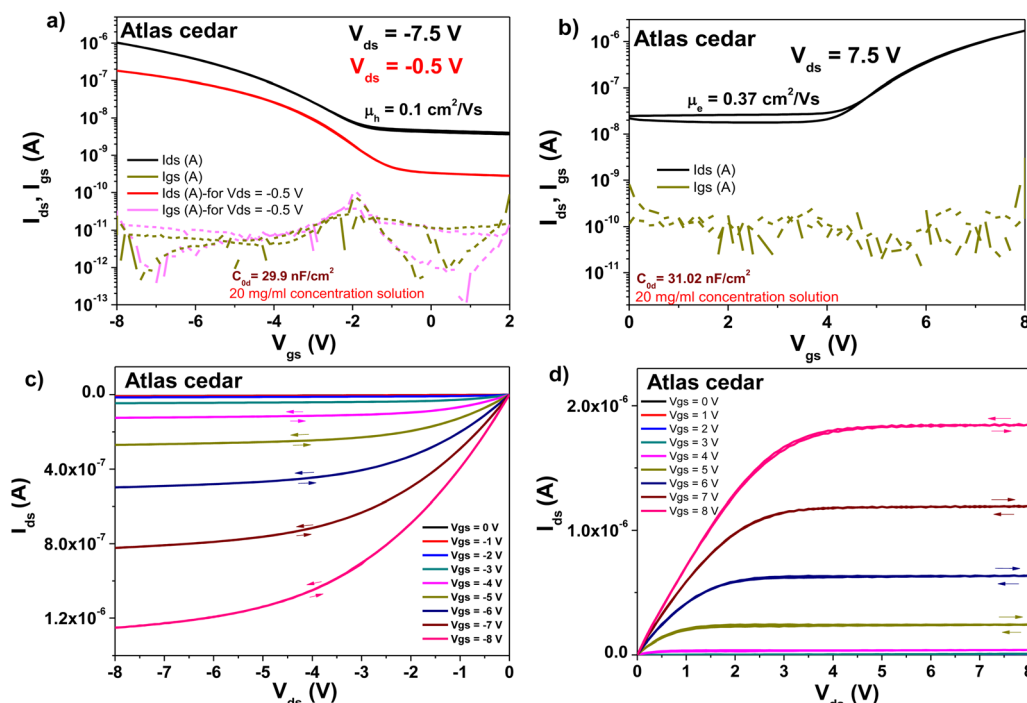 a)
Atlas cedar
V_ds = -7.5 V
V_ds = -0.5 V
μ_h = 0.1 cm²/Vs
Ids (A)
Igs (A)
Ids (A)-for Vds = -0.5 V
Igs (A)-for Vds = -0.5 V
C_0d = 29.9 nF/cm²
20 mg/ml concentration solution
I_ds, I_gs (A)
10⁻⁶
10⁻⁷
10⁻⁸
10⁻⁹
10⁻¹⁰
10⁻¹¹
10⁻¹²
10⁻¹³
-8 -6 -4 -2 0 2
V_gs (V)
b)
Atlas cedar
V_ds = 7.5 V
μ_e = 0.37 cm²/Vs
Ids (A)
Igs (A)
C_0d = 31.02 nF/cm²
20 mg/ml concentration solution
I_ds, I_gs (A)
10⁻⁶
10⁻⁷
10⁻⁸
10⁻⁹
10⁻¹⁰
10⁻¹¹
0 2 4 6 8
V_gs (V)
c)
Atlas cedar
I_ds (A)
0.0
4.0x10⁻⁷
8.0x10⁻⁷
1.2x10⁻⁶
Vgs = 0 V
Vgs = -1 V
Vgs = -2 V
Vgs = -3 V
Vgs = -4 V
Vgs = -5 V
Vgs = -6 V
Vgs = -7 V
Vgs = -8 V
-8 -7 -6 -5 -4 -3 -2 -1 0
V_ds (V)
d)
Atlas cedar
I_ds (A)
2.0x10⁻⁶
1.0x10⁻⁶
0.0
Vgs = 0 V
Vgs = 1 V
Vgs = 2 V
Vgs = 3 V
Vgs = 4 V
Vgs = 5 V
Vgs = 6 V
Vgs = 7 V
Vgs = 8 V
0 1 2 3 4 5 6 7 8
V_ds (V)